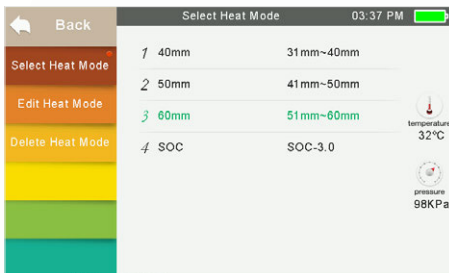 Back
Select Heat Mode 03:37 PM
Select Heat Mode
Edit Heat Mode
Delete Heat Mode
1 40mm 31mm~40mm
2 50mm 41mm~50mm
3 60mm 51mm~60mm
4 SOC SOC-3.0
temperature
32°C
pressure
98KPa